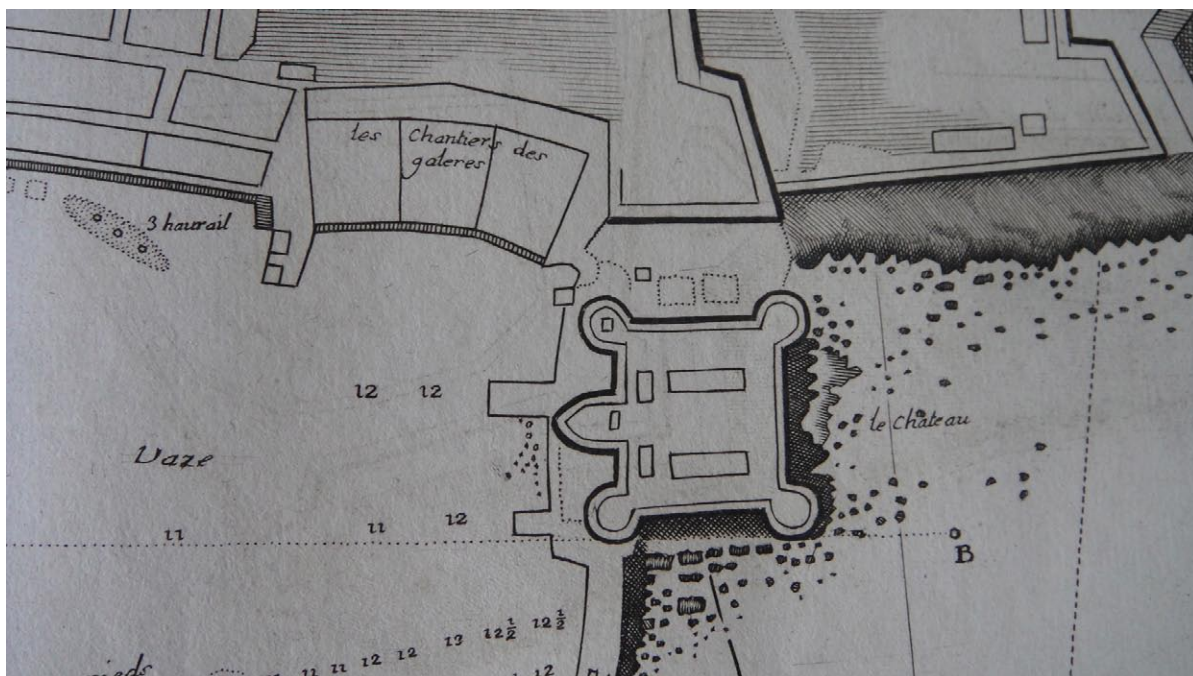 les chantiers des
galeres
3 haurail
le chateau
12 12
Vaze
11 11 12
B
11 11 12 12 13 12½ 12½
12